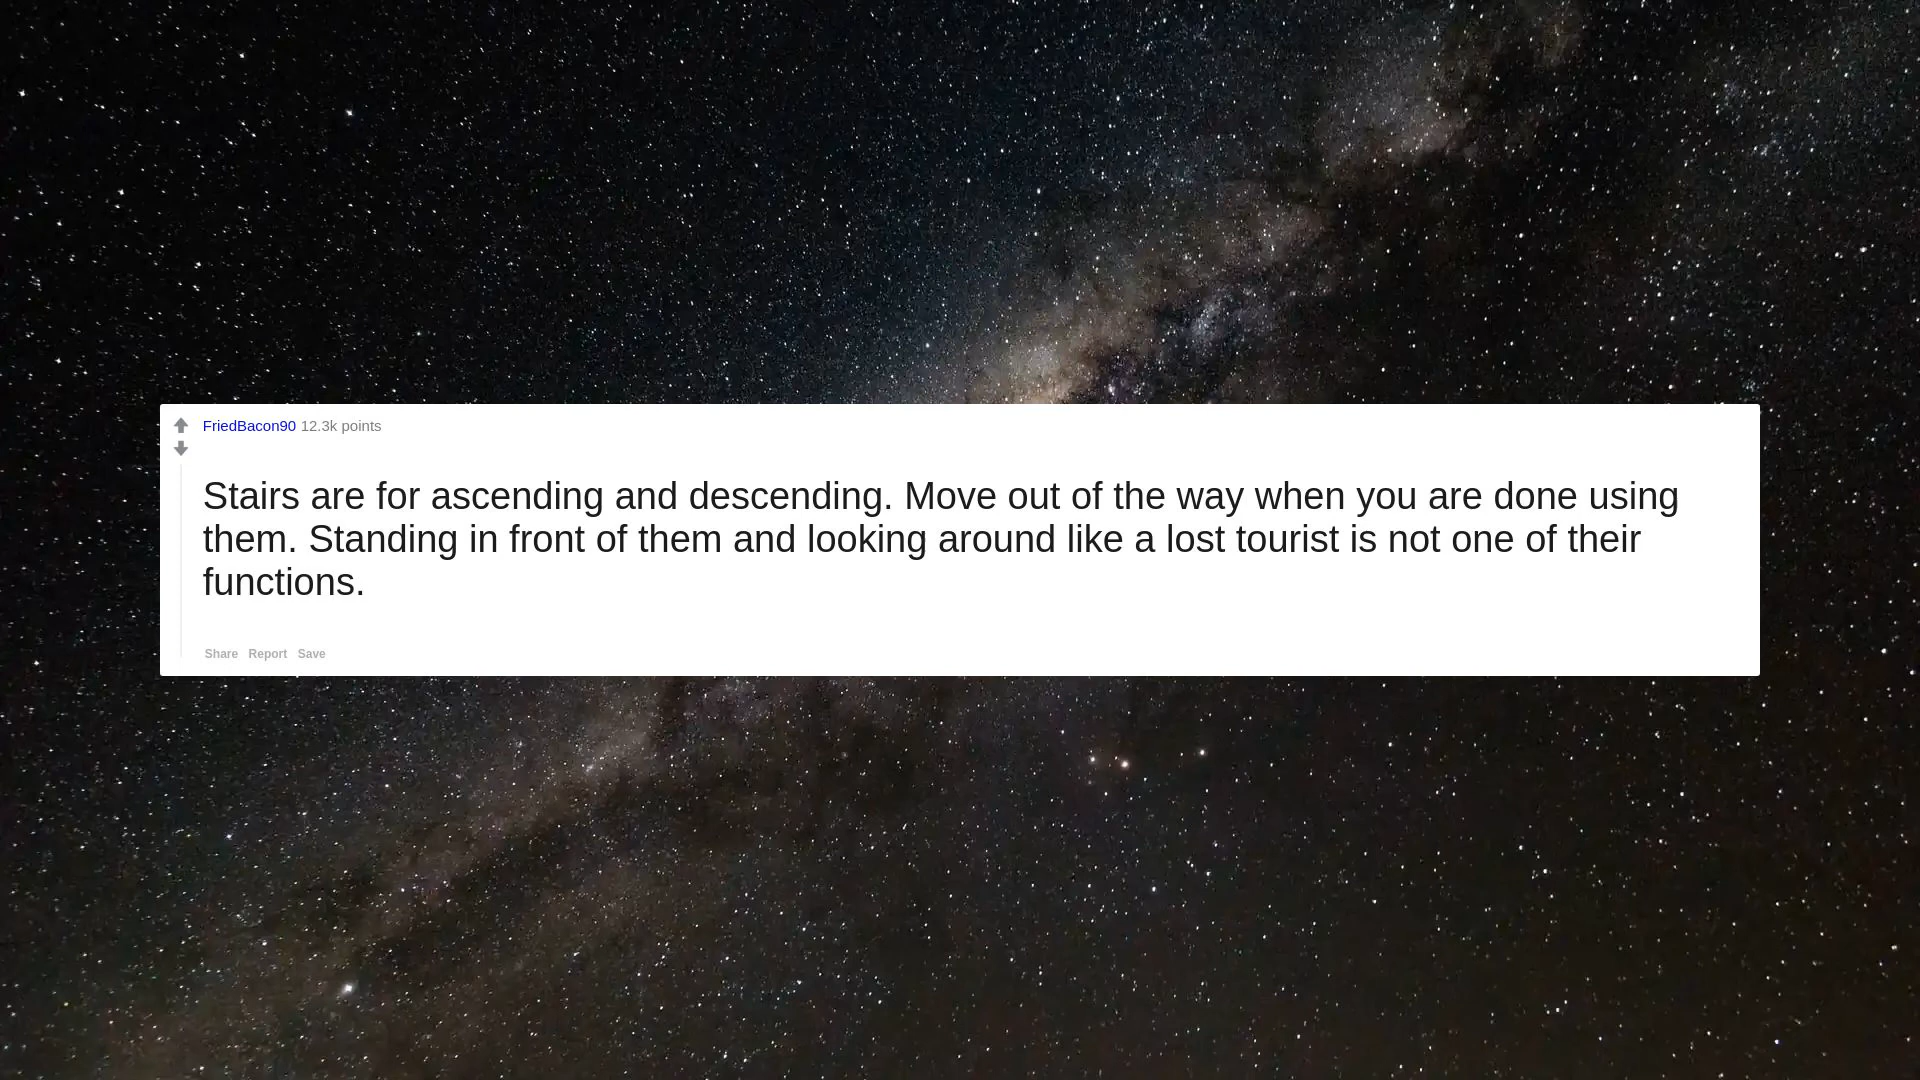 FriedBacon90 12.3k points
Stairs are for ascending and descending. Move out of the way when you are done using
them. Standing in front of them and looking around like a lost tourist is not one of their
functions.
Share Report Save